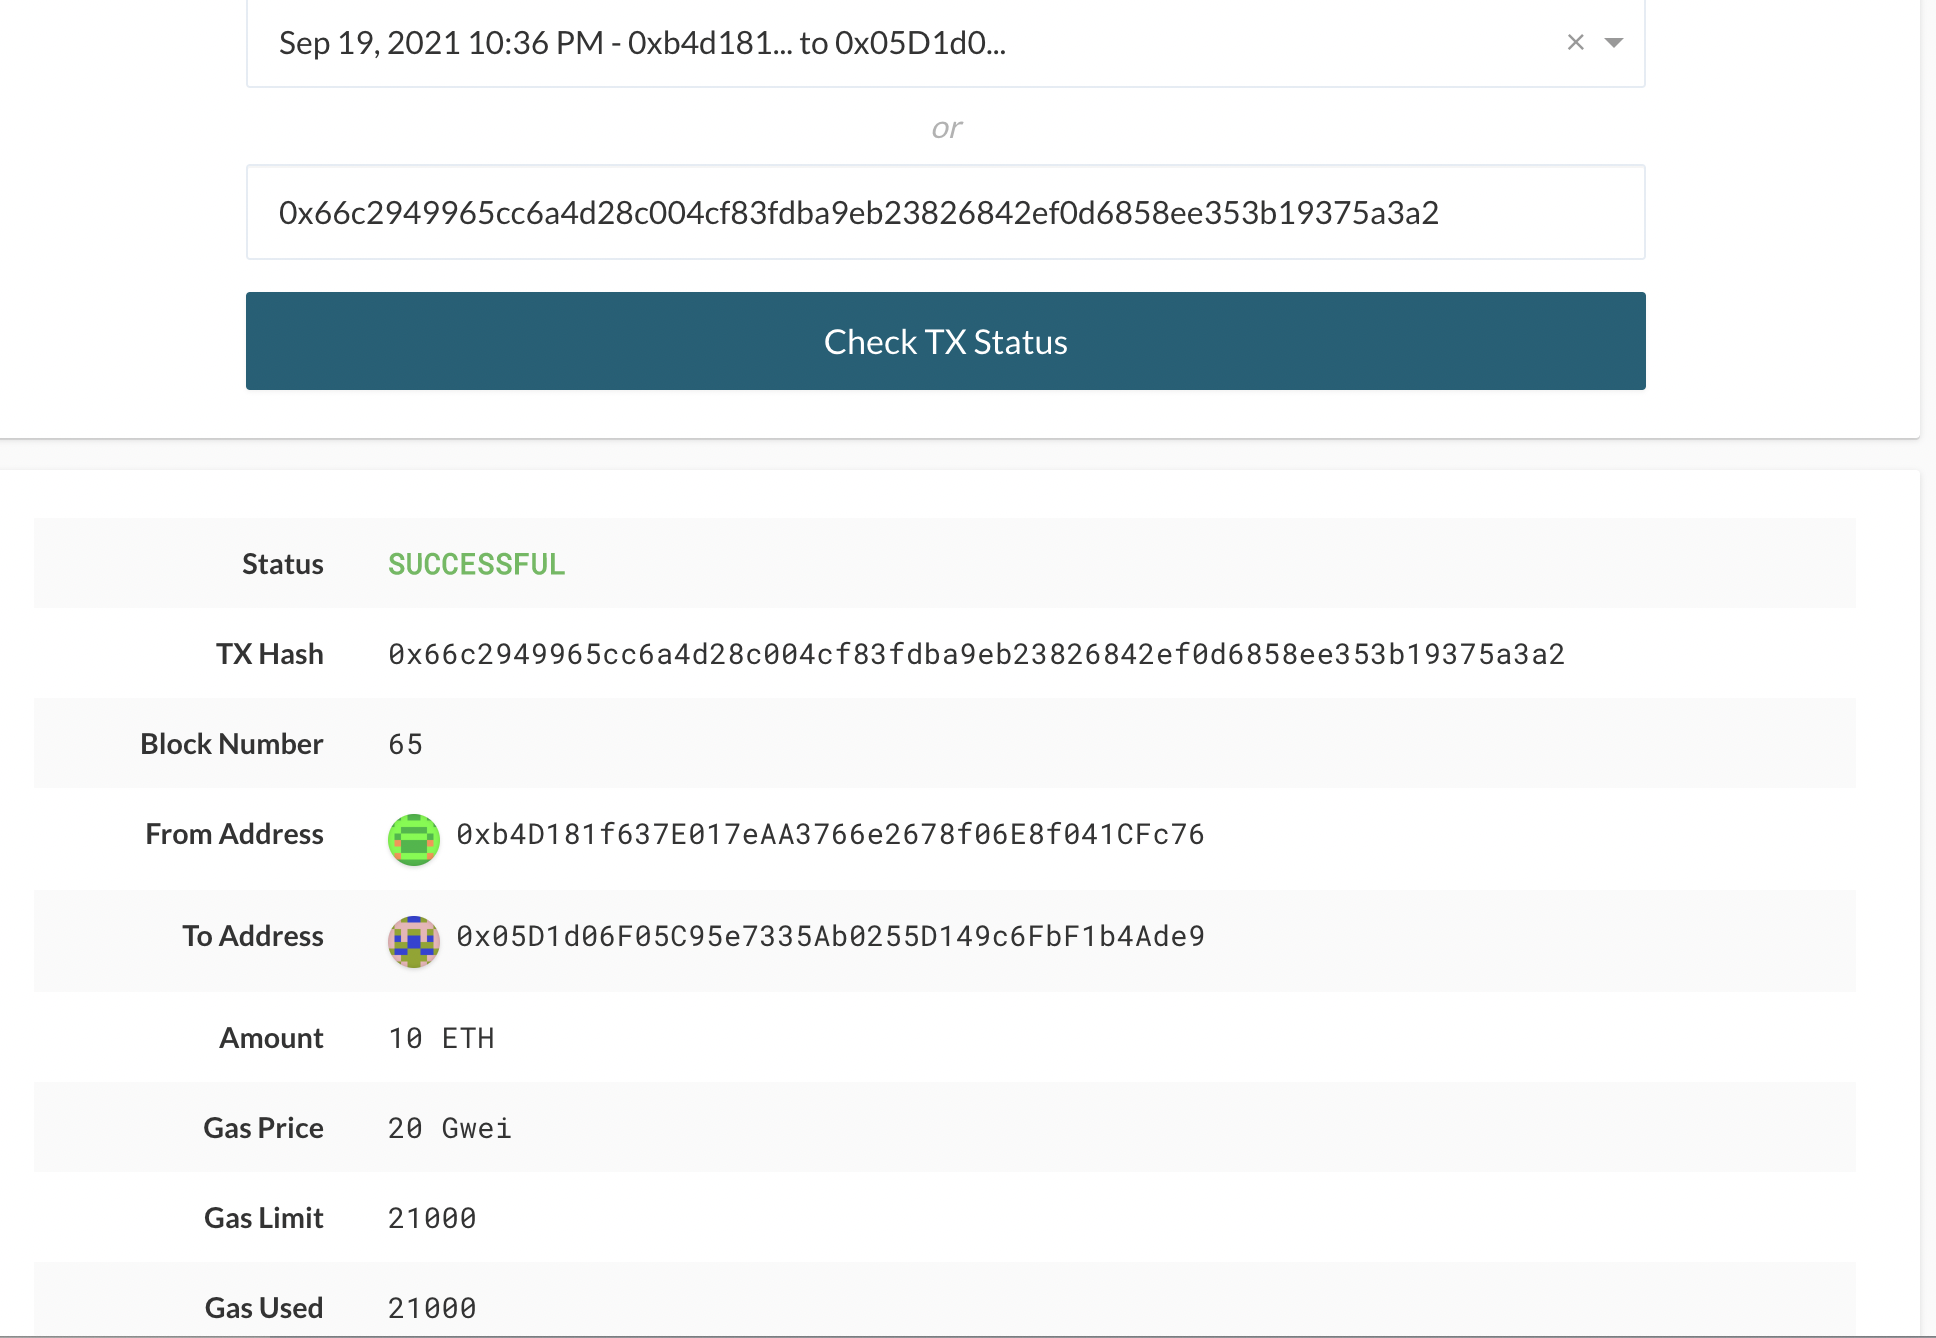 Sep 19, 2021 10:36 PM - 0xb4d181... to 0x05D1d0...
or
0x66c2949965cc6a4d28c004cf83fdba9eb23826842ef0d6858ee353b19375a3a2
Check TX Status
Status SUCCESSFUL
TX Hash 0x66c2949965cc6a4d28c004cf83fdba9eb23826842ef0d6858ee353b19375a3a2
Block Number 65
From Address 0xb4D181f637E017eAA3766e2678f06E8f041CFc76
To Address 0x05D1d06F05C95e7335Ab0255D149c6FbF1b4Ade9
Amount 10 ETH
Gas Price 20 Gwei
Gas Limit 21000
Gas Used 21000